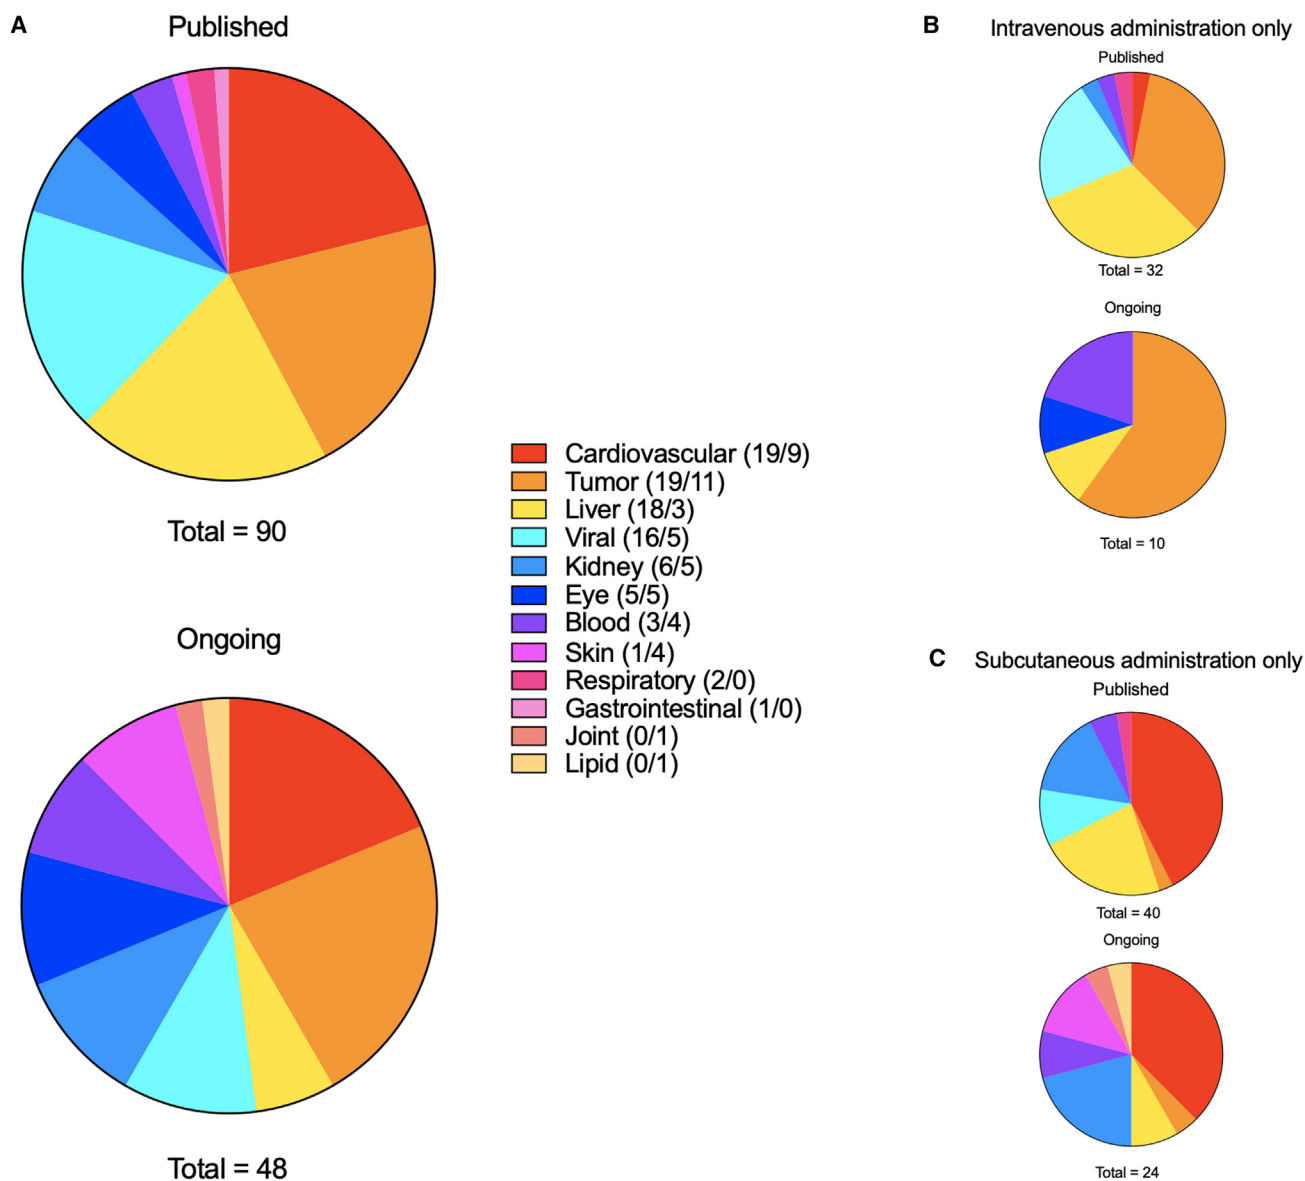 A
Published
Total = 90
Ongoing
Total = 48
Cardiovascular (19/9)
Tumor (19/11)
Liver (18/3)
Viral (16/5)
Kidney (6/5)
Eye (5/5)
Blood (3/4)
Skin (1/4)
Respiratory (2/0)
Gastrointestinal (1/0)
Joint (0/1)
Lipid (0/1)
B
Intravenous administration only
Published
Total = 32
Ongoing
Total = 10
C
Subcutaneous administration only
Published
Total = 40
Ongoing
Total = 24